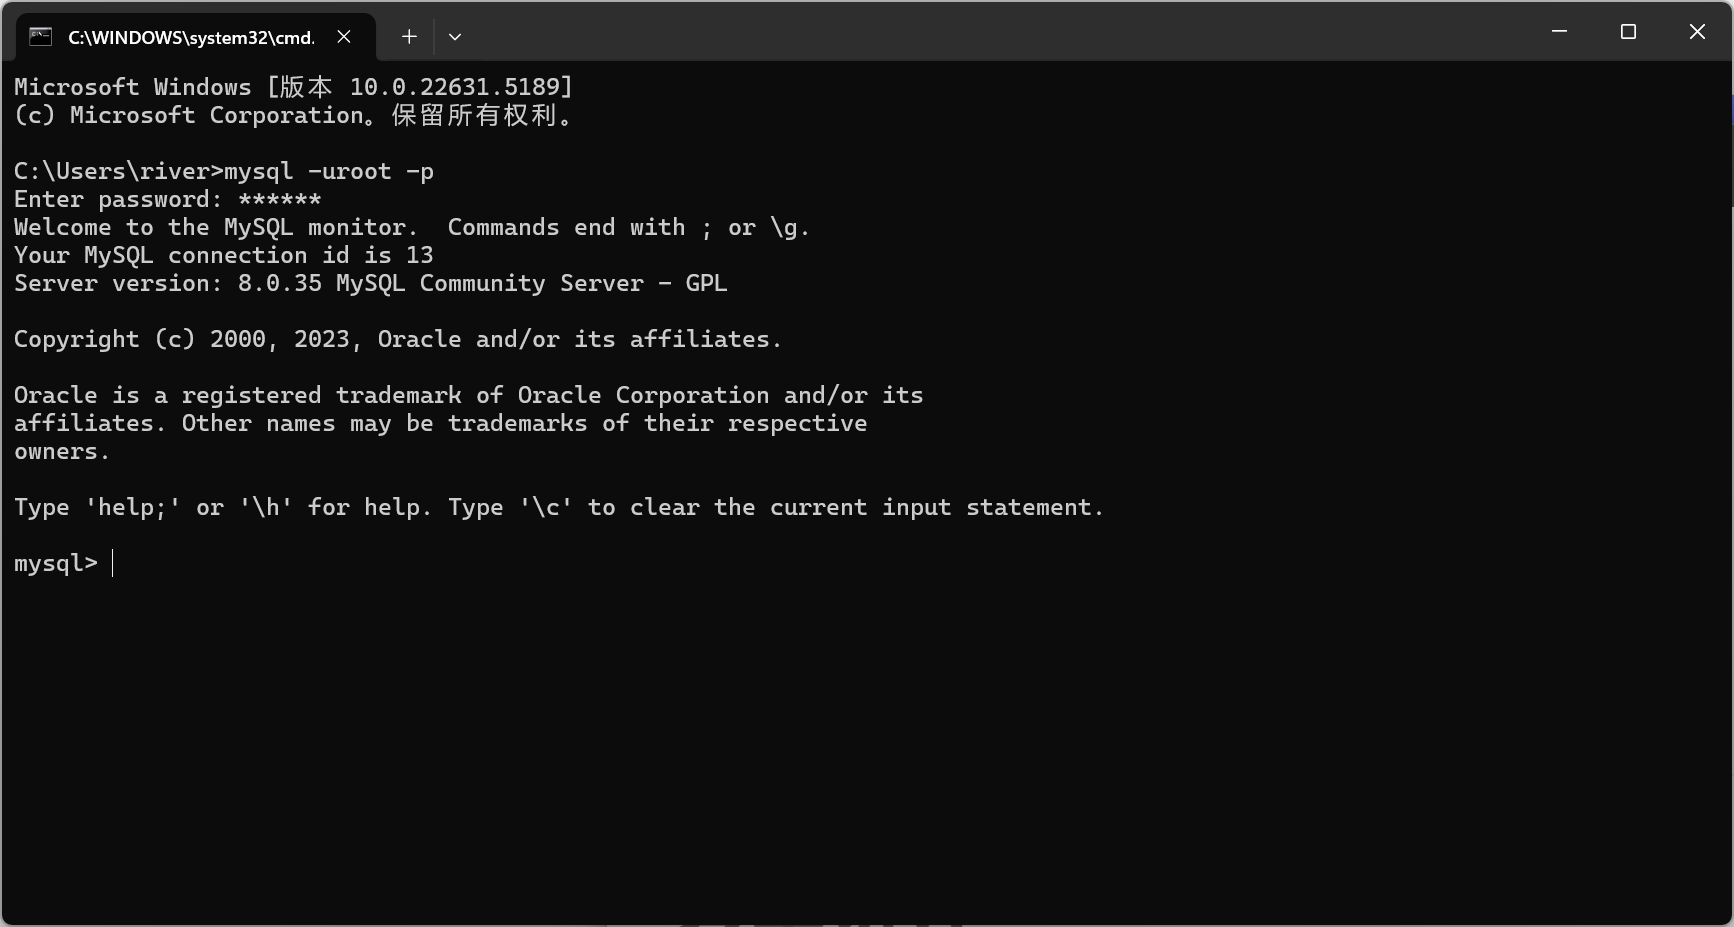 C:\WINDOWS\system32\cmd.
Microsoft Windows [版本 10.0.22631.5189]
(c) Microsoft Corporation。保留所有权利。
C:\Users\river>mysql -uroot -p
Enter password: ******
Welcome to the MySQL monitor.  Commands end with ; or \g.
Your MySQL connection id is 13
Server version: 8.0.35 MySQL Community Server - GPL
Copyright (c) 2000, 2023, Oracle and/or its affiliates.
Oracle is a registered trademark of Oracle Corporation and/or its
affiliates. Other names may be trademarks of their respective
owners.
Type 'help;' or '\h' for help. Type '\c' to clear the current input statement.
mysql>